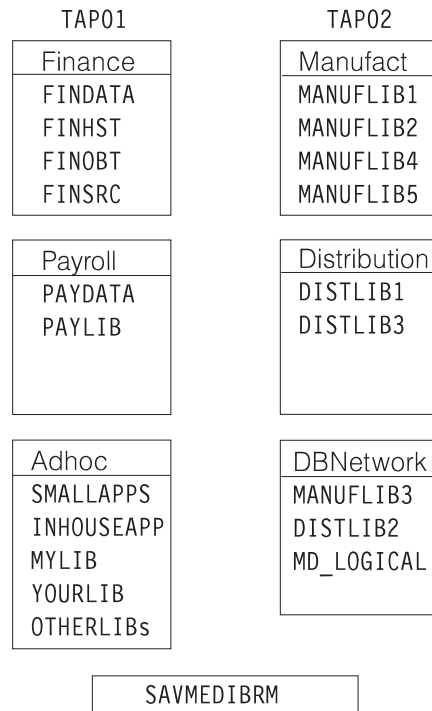 TAP01
Finance
FINDATA
FINHST
FINOBT
FINSRC
Payroll
PAYDATA
PAYLIB
Adhoc
SMALLAPPS
INHOUSEAPP
MYLIB
YOURLIB
OTHERLIBs
TAP02
Manufact
MANUFLIB1
MANUFLIB2
MANUFLIB4
MANUFLIB5
Distribution
DISTLIB1
DISTLIB3
DBNetwork
MANUFLIB3
DISTLIB2
MD_LOGICAL
SAVMEDIBRM